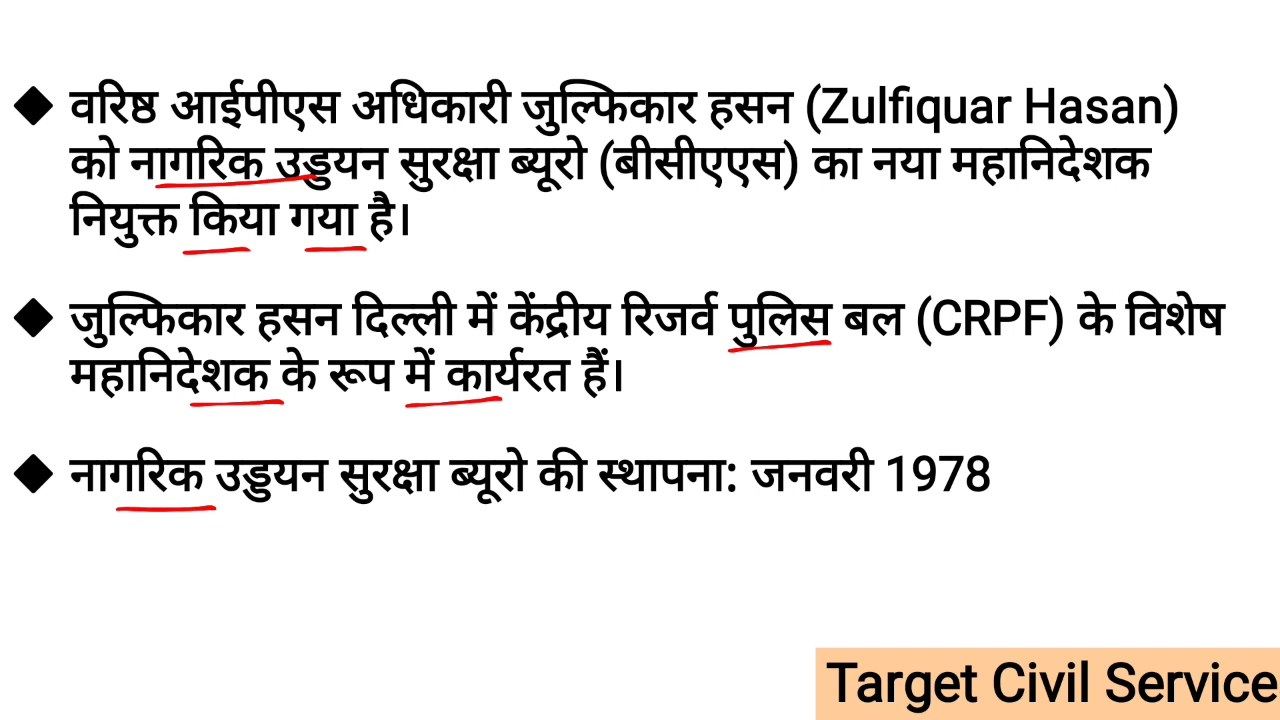 ◆ वरिष्ठ आईपीएस अधिकारी जुल्फिकार हसन (Zulfiquar Hasan)
को नागरिक उड्डयन सुरक्षा ब्यूरो (बीसीएएस) का नया महानिदेशक
नियुक्त किया गया है।
◆ जुल्फिकार हसन दिल्ली में केंद्रीय रिजर्व पुलिस बल (CRPF) के विशेष
महानिदेशक के रूप में कार्यरत हैं।
◆ नागरिक उड्डयन सुरक्षा ब्यूरो की स्थापना: जनवरी 1978
Target Civil Service